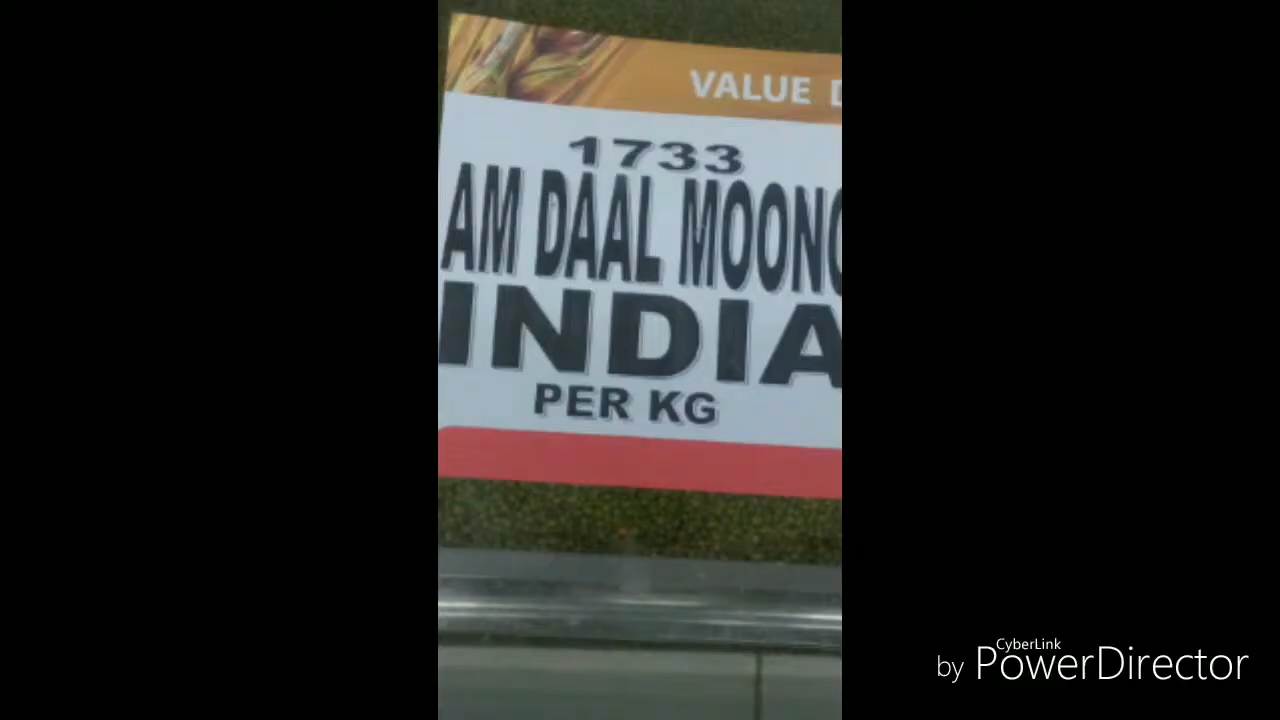 VALUE
1733
AM DAAL MOONG
INDIA
PER KG
CyberLink
by PowerDirector